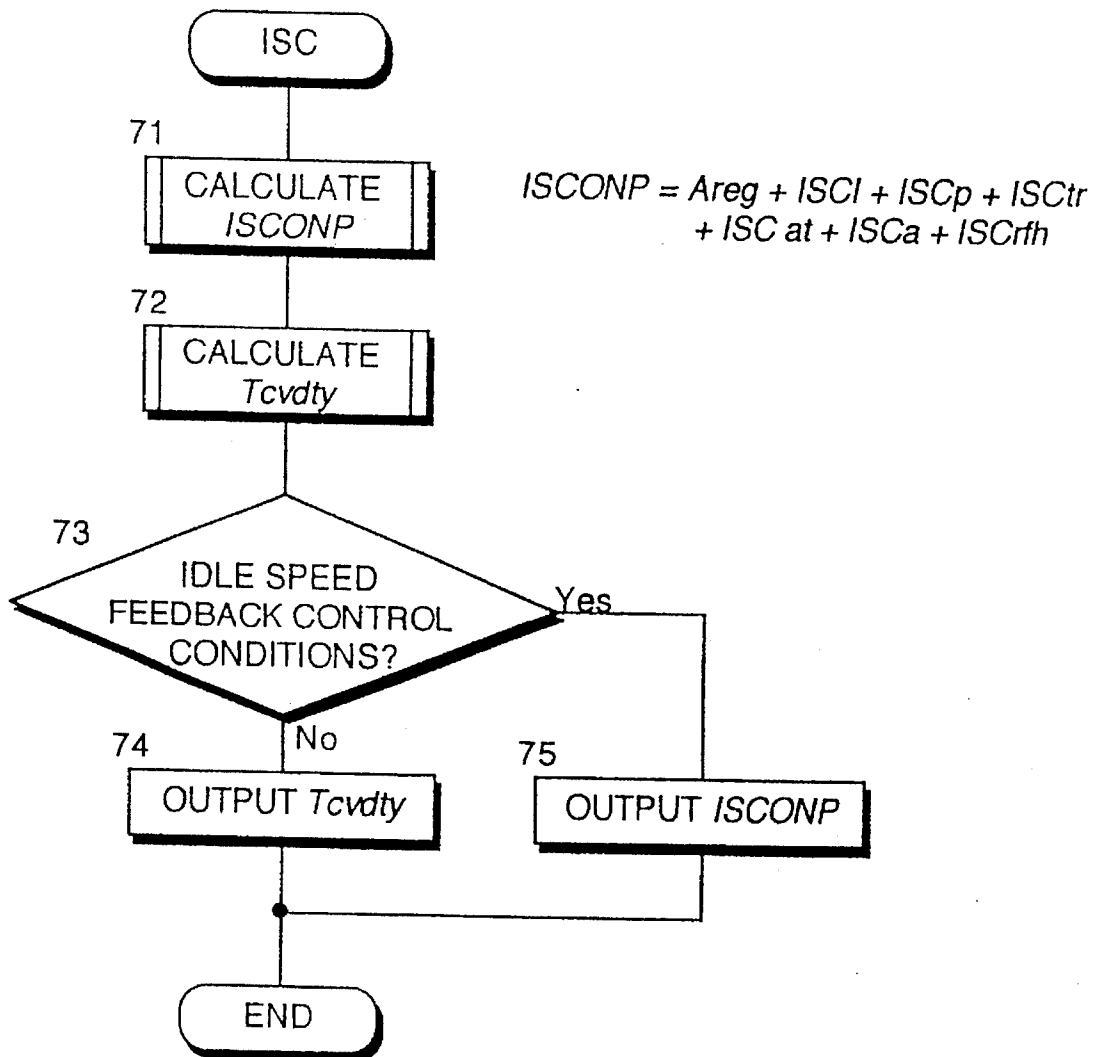 ISC
71
CALCULATE
ISCONP
ISCONP = Areg + ISCI + ISCp + ISCtr
+ ISC at + ISCa + ISCrfh
72
CALCULATE
Tcvdty
73
IDLE SPEED
FEEDBACK CONTROL
CONDITIONS?
Yes
No
74
OUTPUT Tcvdty
75
OUTPUT ISCONP
END